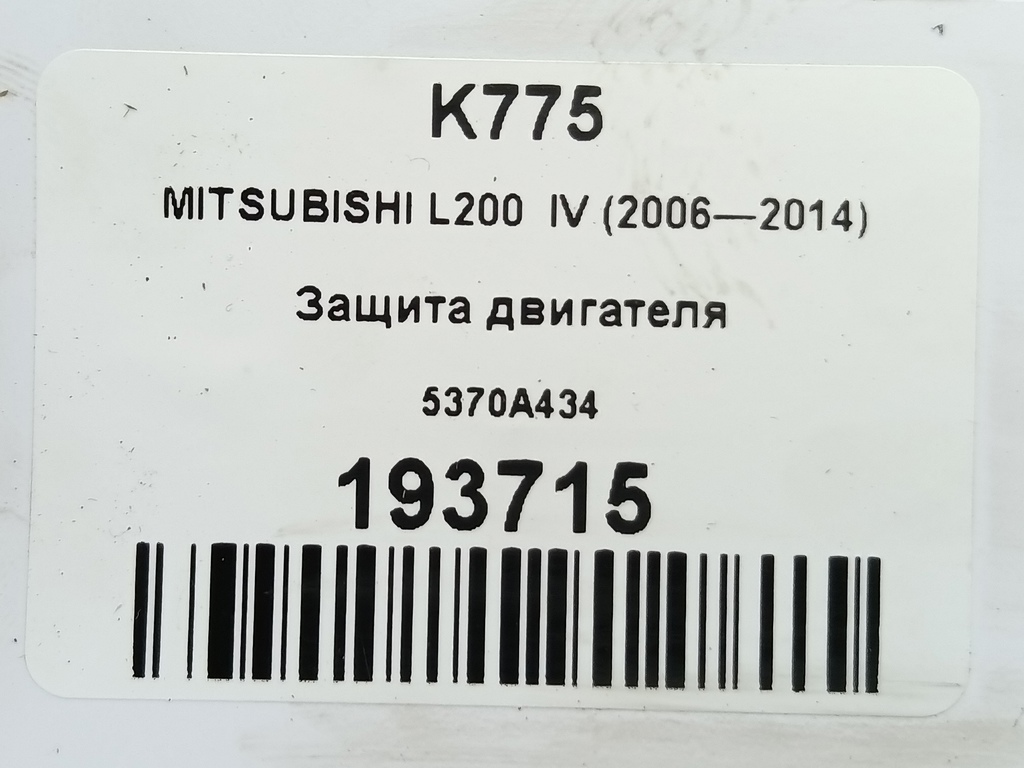 K775
MITSUBISHI L200 IV (2006—2014)
Защита двигателя
5370A434
193715